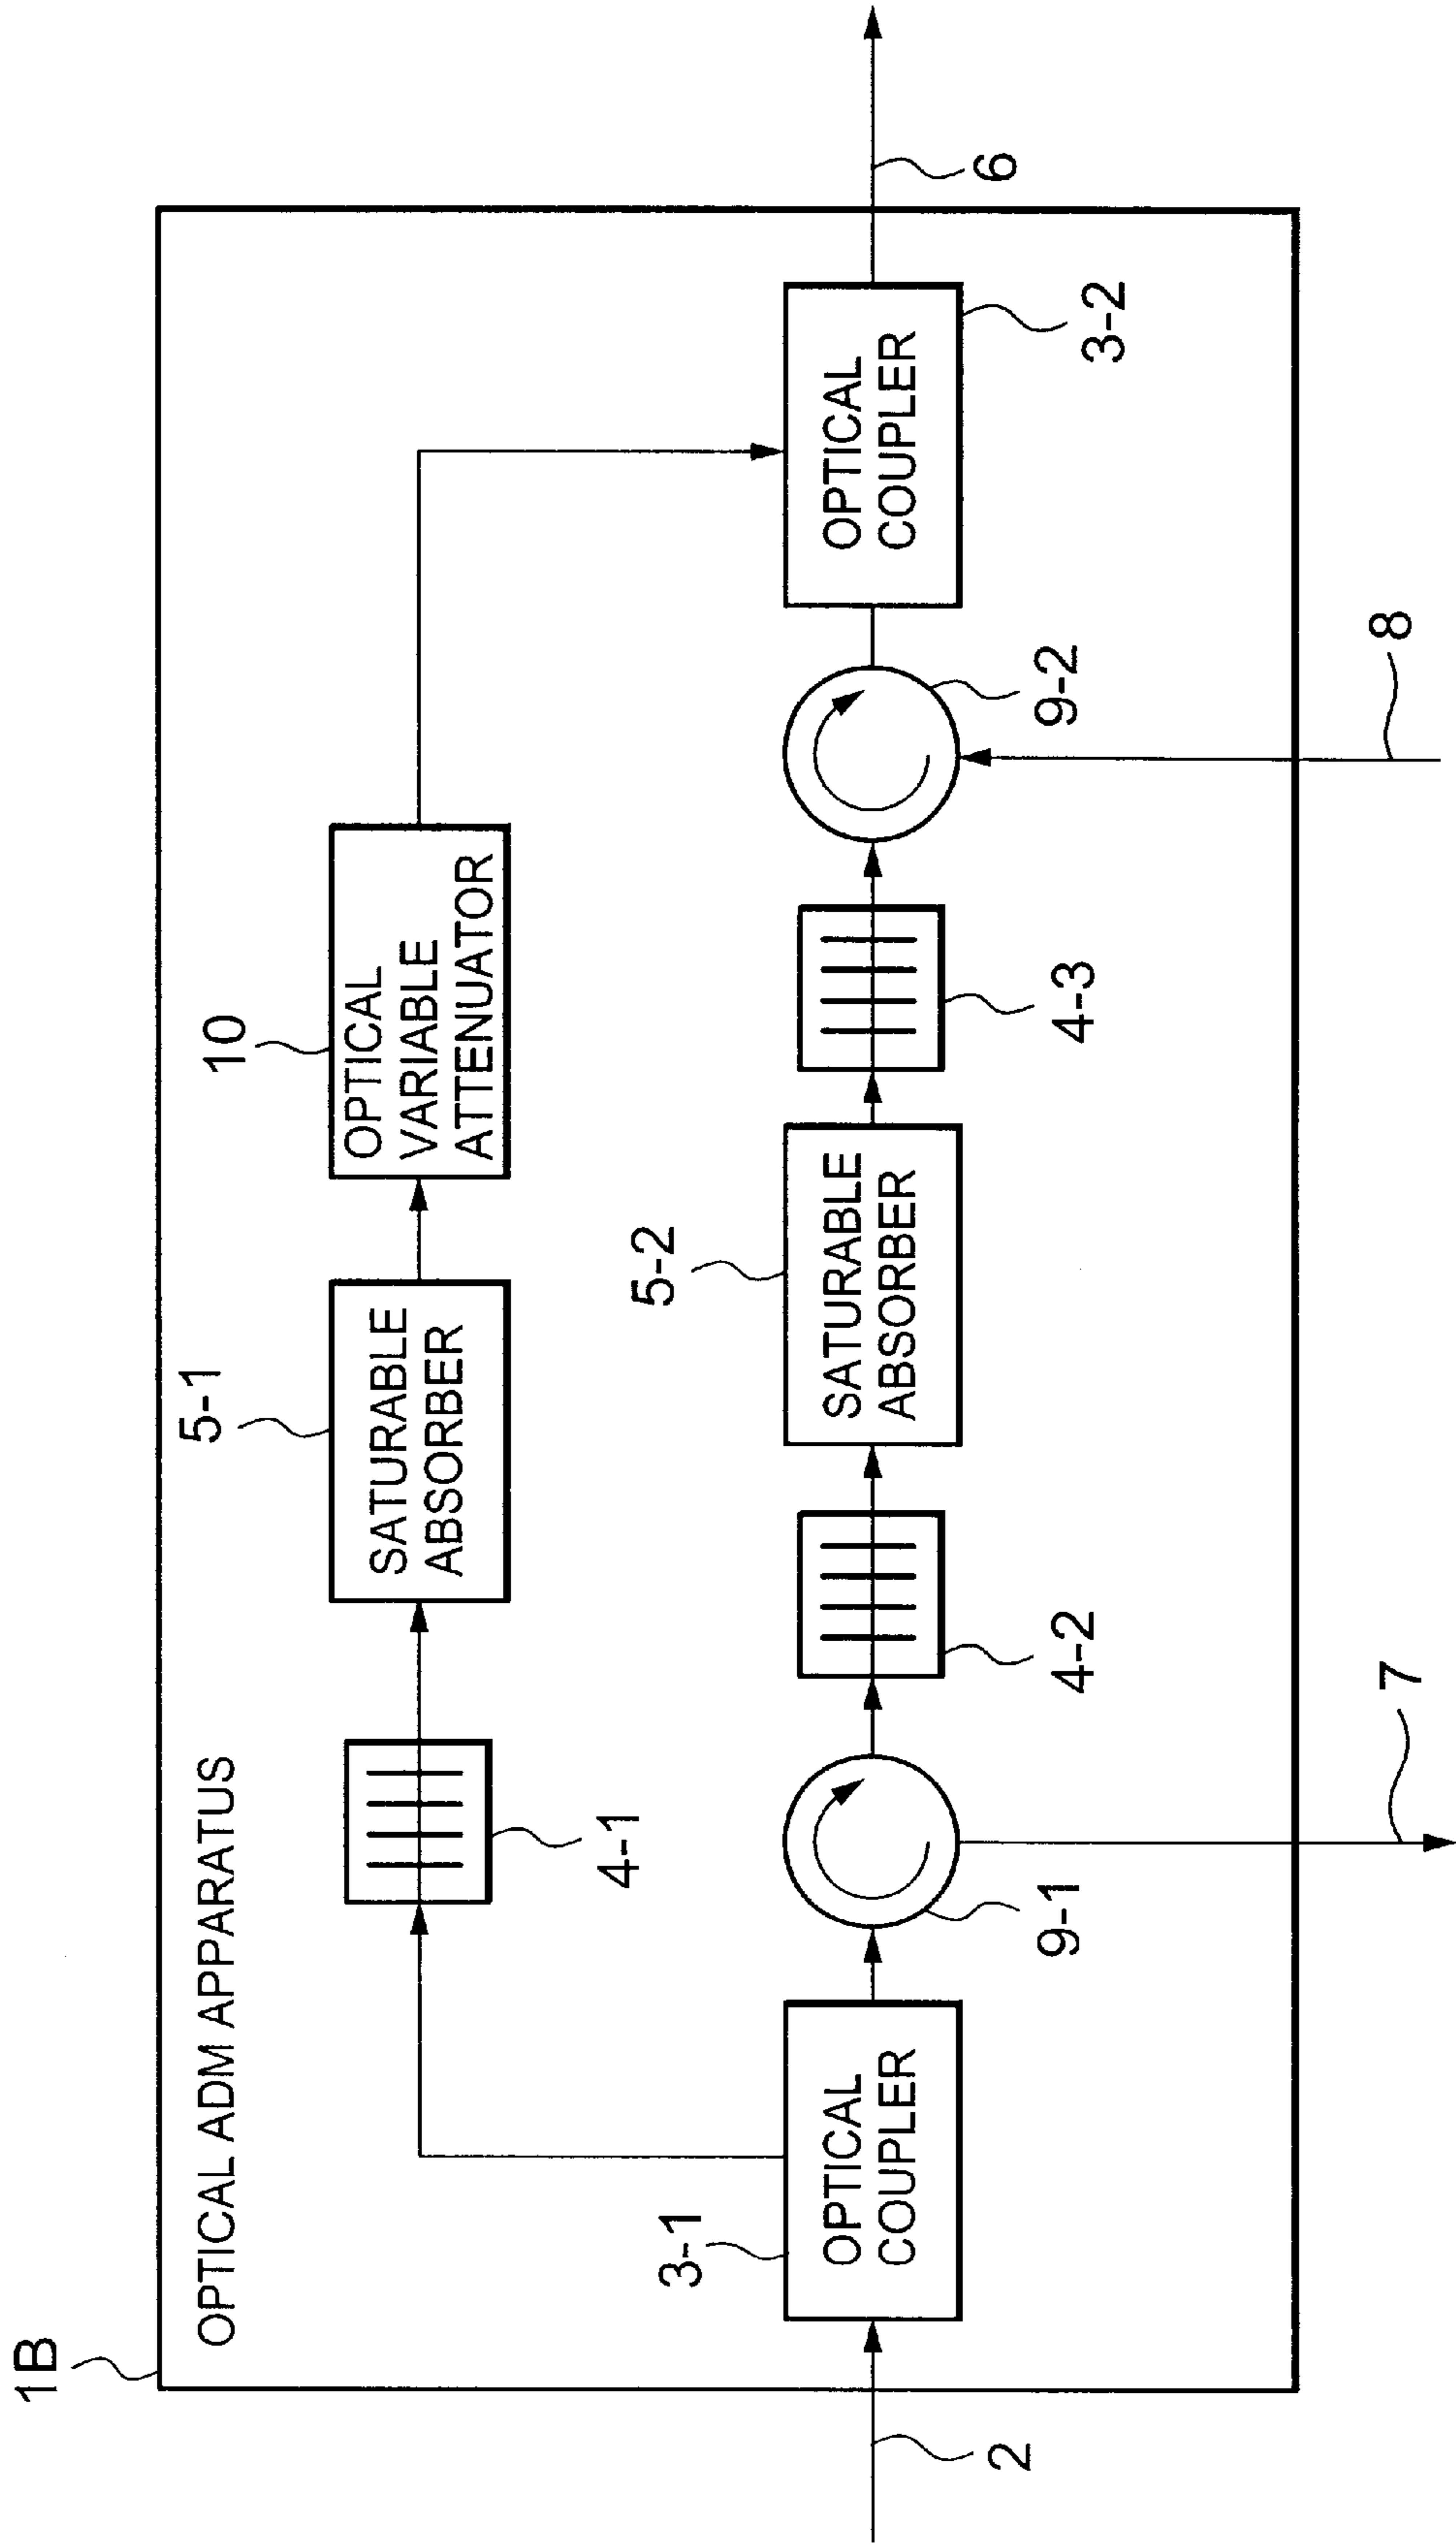 1B
OPTICAL ADM APPARATUS
5-1
10
4-1
SATURABLE
ABSORBER
OPTICAL
VARIABLE
ATTENUATOR
3-1
5-2
2
OPTICAL
COUPLER
9-1
4-2
SATURABLE
ABSORBER
4-3
9-2
OPTICAL
COUPLER
3-2
6
7
8